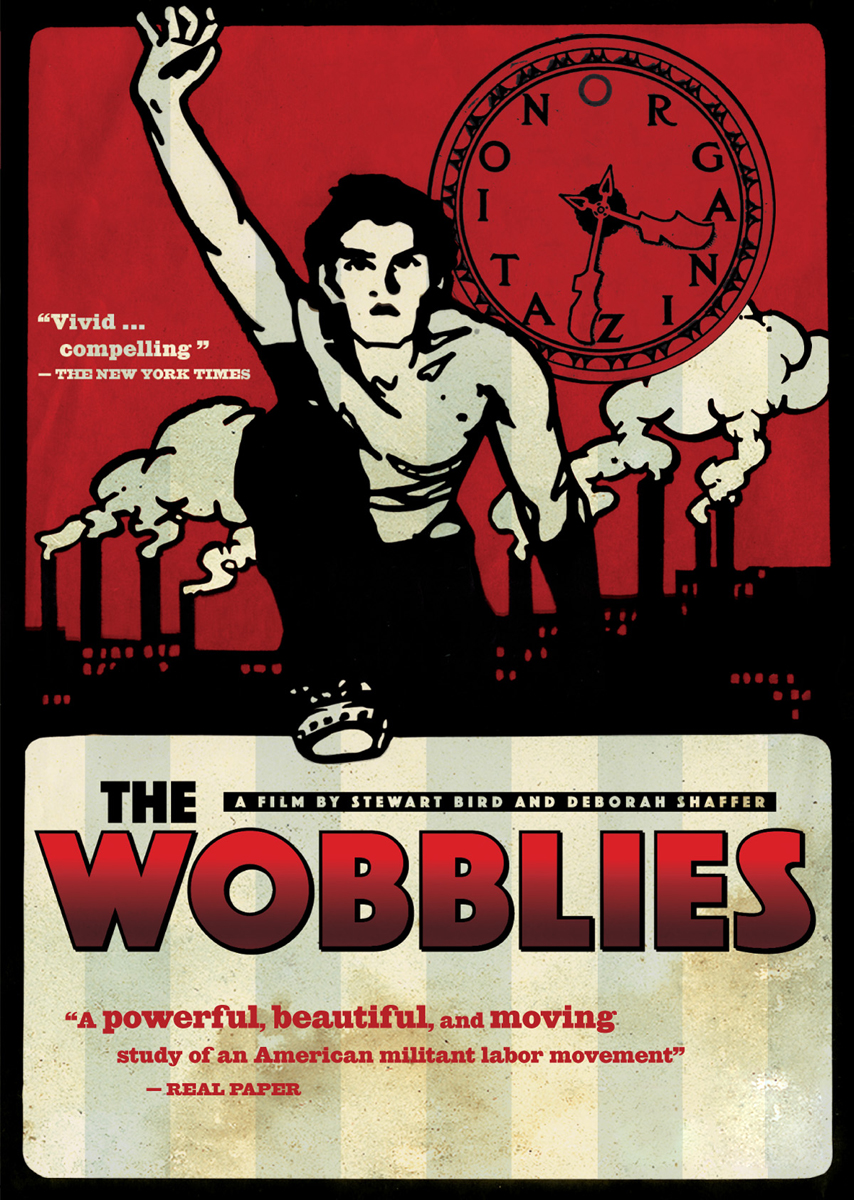 ORGANIZATION
“Vivid ...
compelling ”
— THE NEW YORK TIMES
THE
A FILM BY STEWART BIRD AND DEBORAH SHAFFER
WOBBLIES
“A powerful, beautiful, and moving
study of an American militant labor movement”
— REAL PAPER